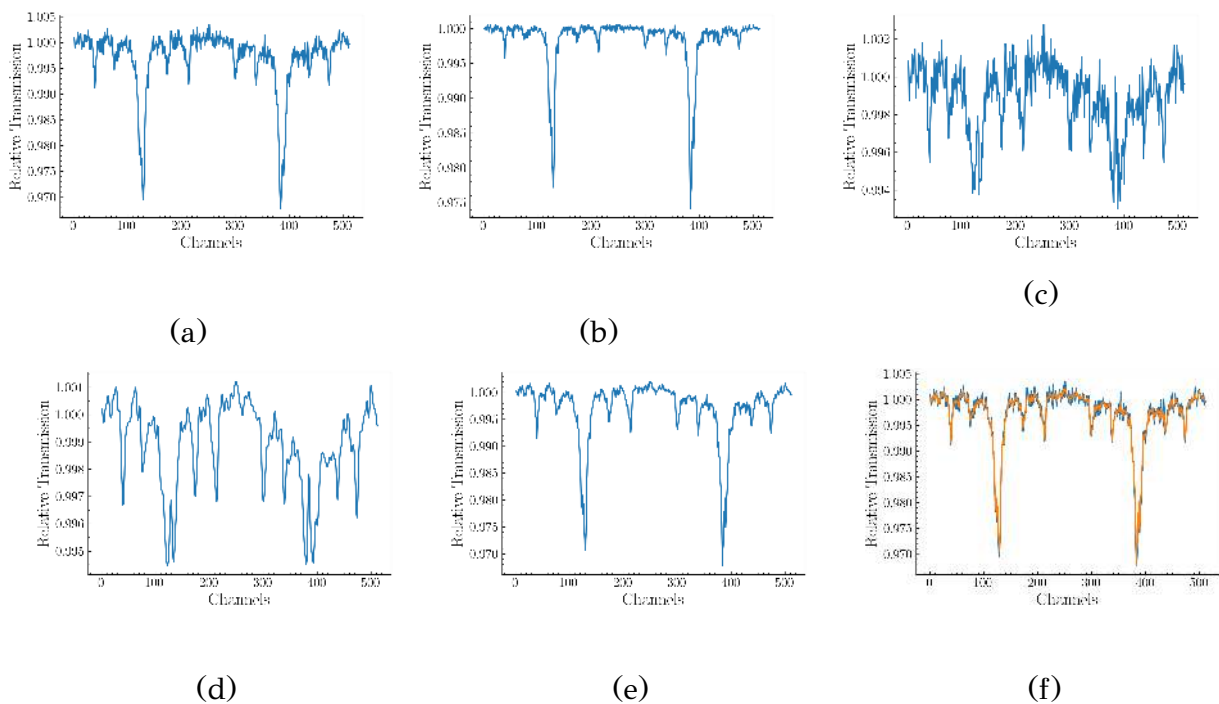 1.005
1.000
0.995
0.990
0.985
0.980
0.975
0.970
Relative Transmission
0 100 200 300 400 500
Channels
(a)
1.000
0.995
0.990
0.985
0.980
0.975
Relative Transmission
0 100 200 300 400 500
Channels
(b)
1.002
1.000
0.998
0.996
0.994
Relative Transmission
0 100 200 300 400 500
Channels
(c)
1.001
1.000
0.999
0.998
0.997
0.996
0.995
Relative Transmission
0 100 200 300 400 500
Channels
(d)
1.000
0.995
0.990
0.985
0.980
0.975
0.970
Relative Transmission
0 100 200 300 400 500
Channels
(e)
1.005
1.000
0.995
0.990
0.985
0.980
0.975
0.970
Relative Transmission
0 100 200 300 400 500
Channels
(f)